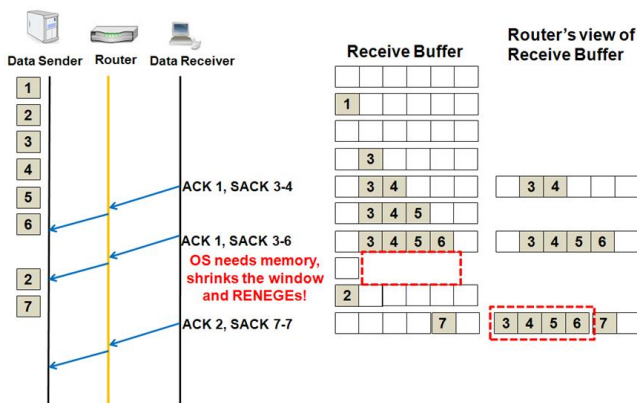 Data Sender
Router
Data Receiver
Receive Buffer
Router's view of
Receive Buffer
1
2
3
4
5
6
2
7
ACK 1, SACK 3-4
ACK 1, SACK 3-6
OS needs memory,
shrinks the window
and RENEGEs!
ACK 2, SACK 7-7
1
3
3 4
3 4 5
3 4 5 6
2
7
3 4
3 4 5 6
3 4 5 6 7